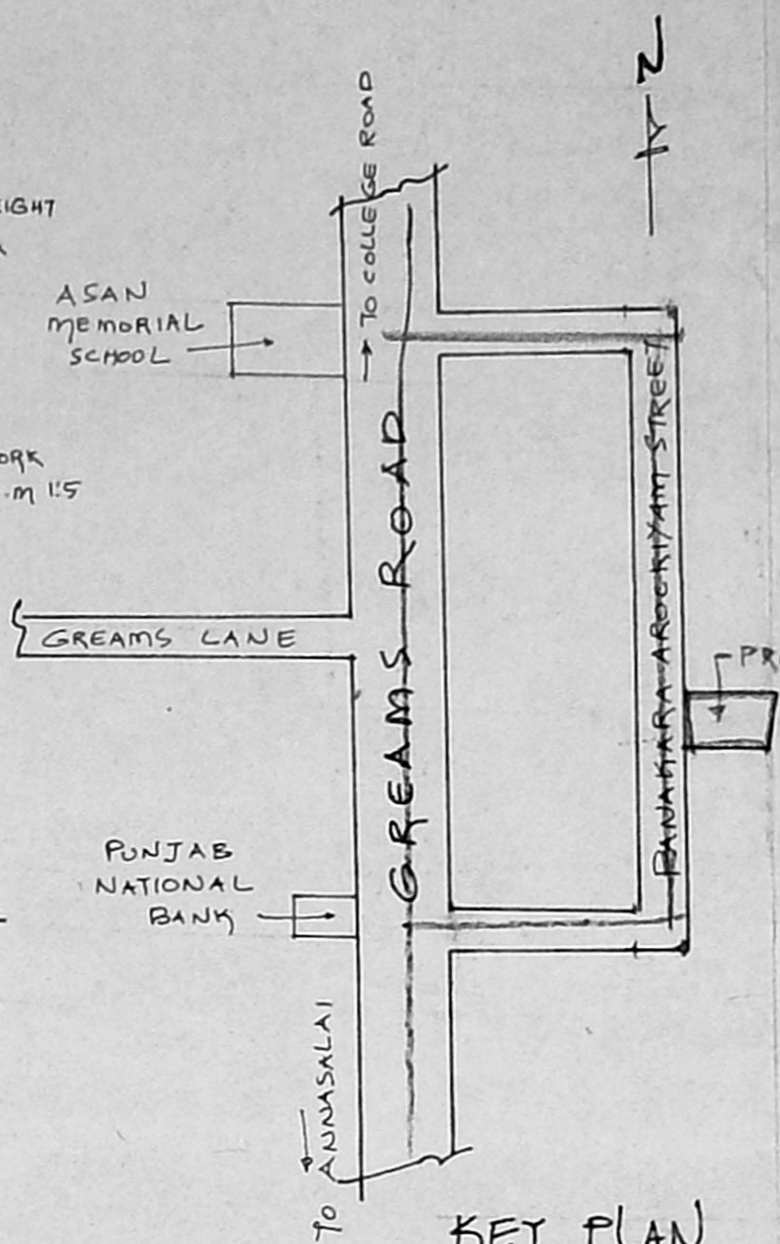 TO COLLEGE ROAD
N
EIGHT
ASAN
MEMORIAL
SCHOOL
ORK
.M 1:5
GREAMS ROAD
GREAMS LANE
PANAKARA AROCKIYAM STREET
PR
PUNJAB
NATIONAL
BANK
TO ANNASALAI
KEY PLAN